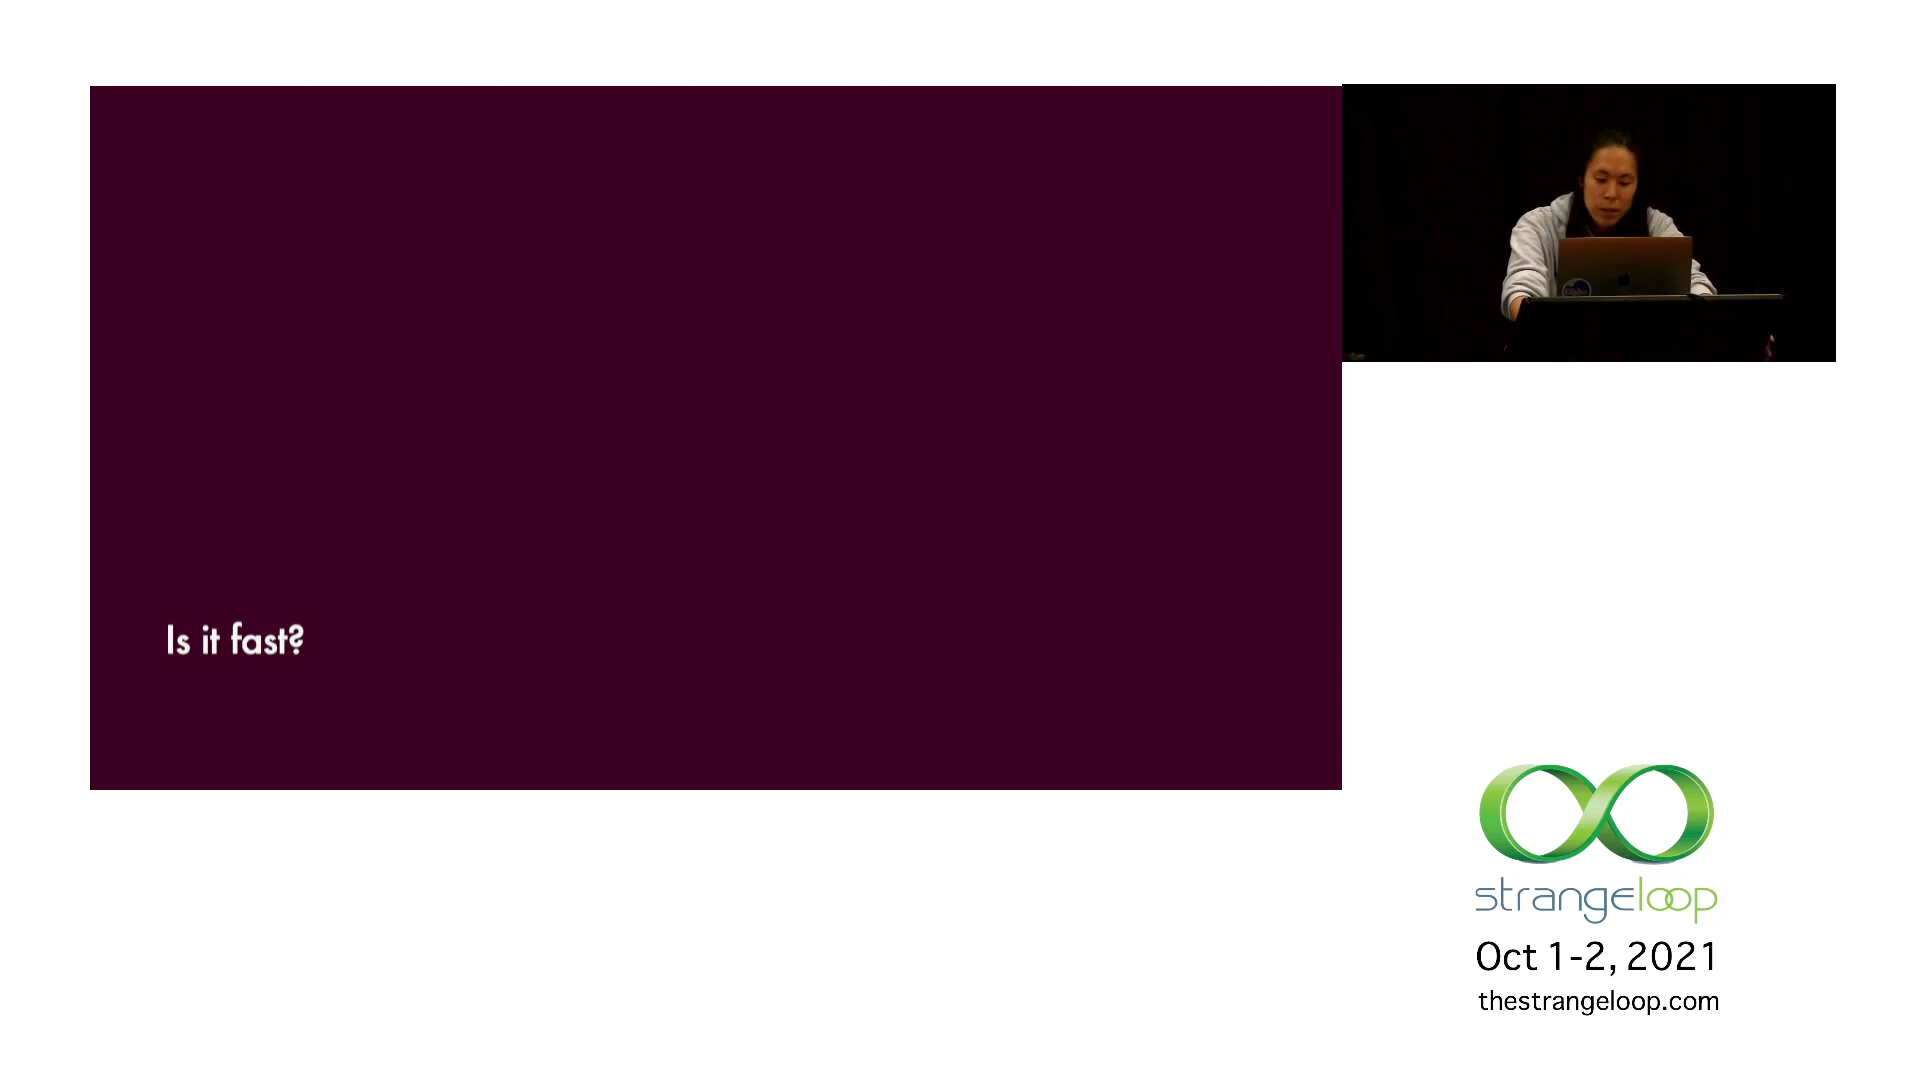 Is it fast?
strangeloop
Oct 1-2, 2021
thestrangeloop.com